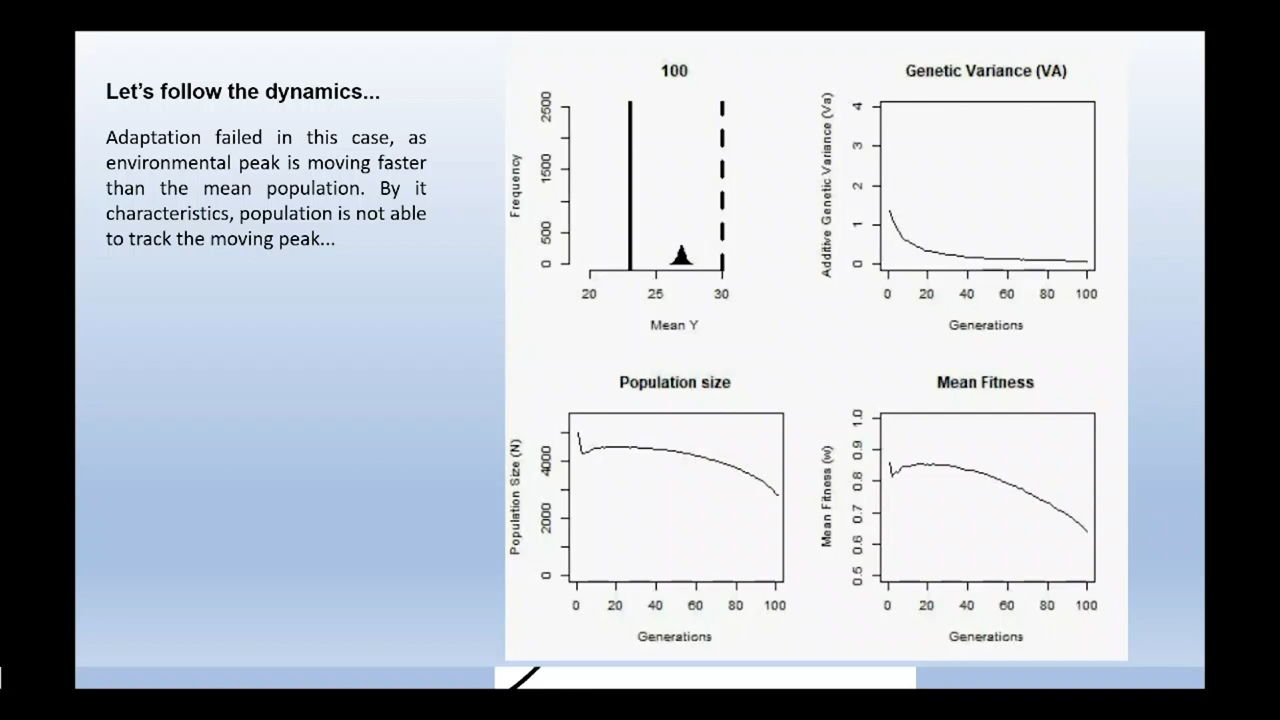 Let's follow the dynamics...
Adaptation failed in this case, as
environmental peak is moving faster
than the mean population. By it
characteristics, population is not able
to track the moving peak...
100
Frequency
2500
1500
500
0
20 25 30
Mean Y
Genetic Variance (VA)
Additive Genetic Variance (Va)
4
3
2
1
0
0 20 40 60 80 100
Generations
Population size
Population Size (N)
4000
2000
0
0 20 40 60 80 100
Generations
Mean Fitness
Mean Fitness (w)
1.0
0.9
0.8
0.7
0.6
0.5
0 20 40 60 80 100
Generations